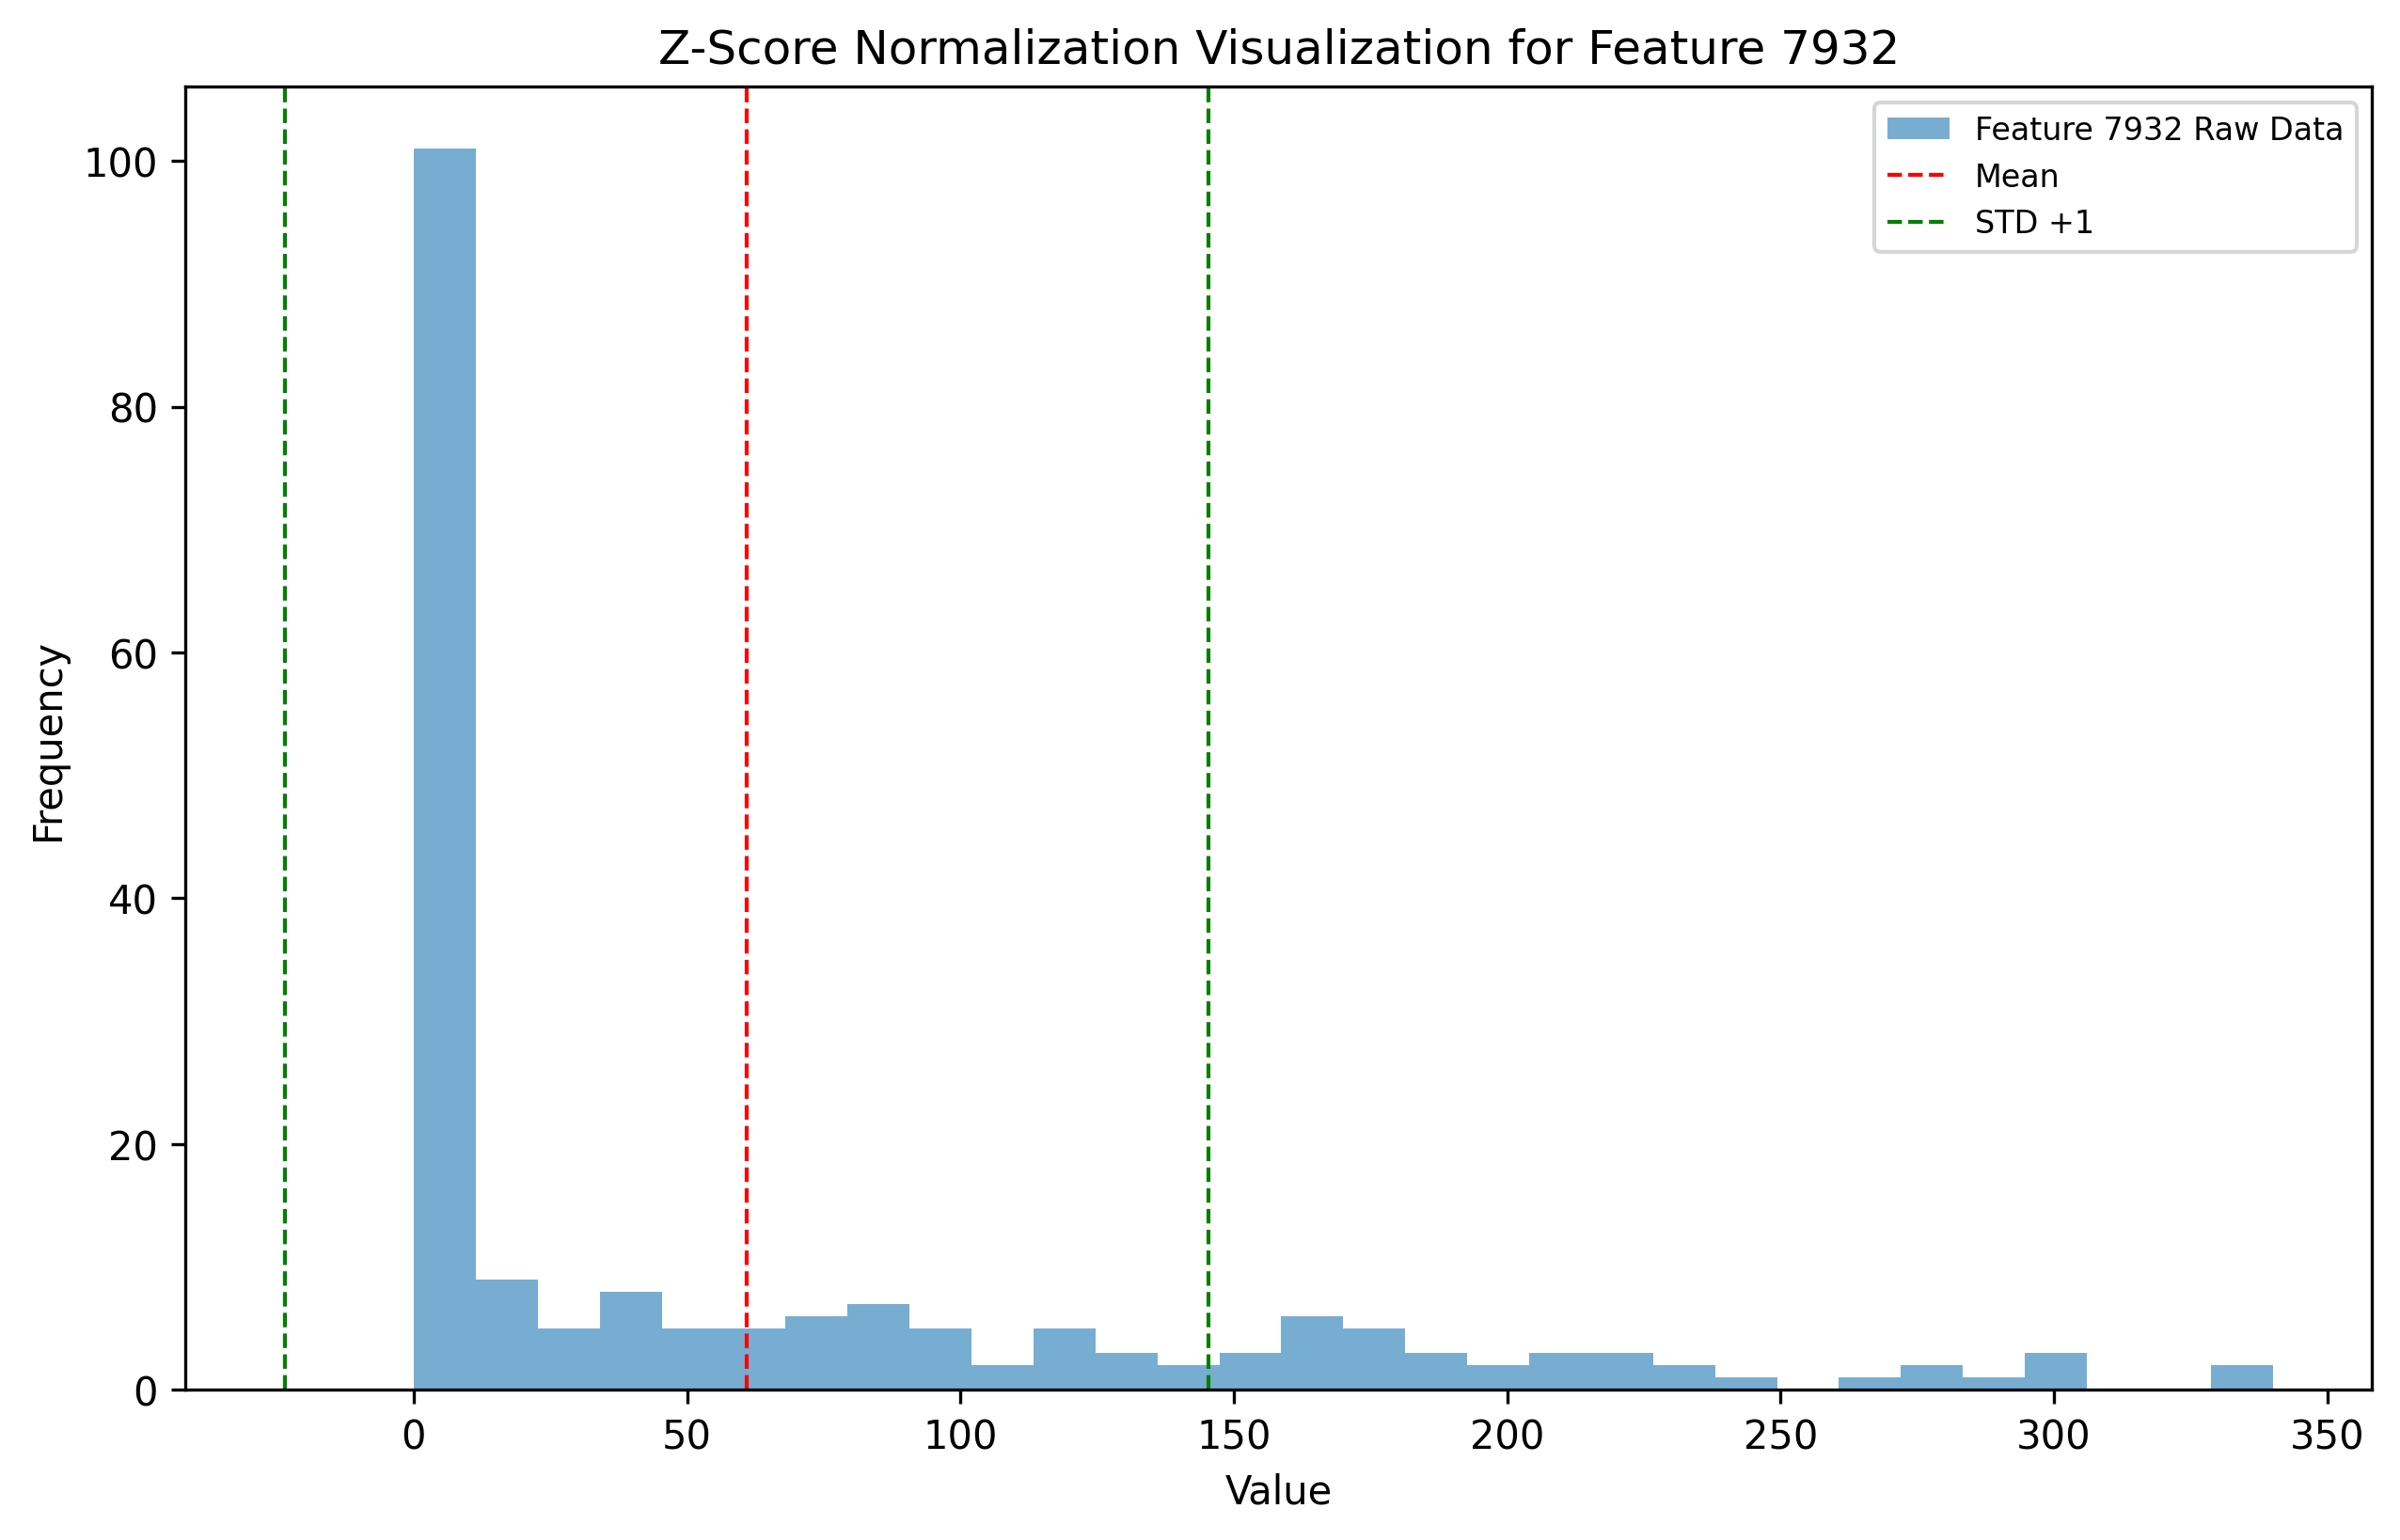 Z-Score Normalization Visualization for Feature 7932
Feature 7932 Raw Data
Mean
STD +1
Frequency
100
80
60
40
20
0
0 50 100 150 200 250 300 350
Value